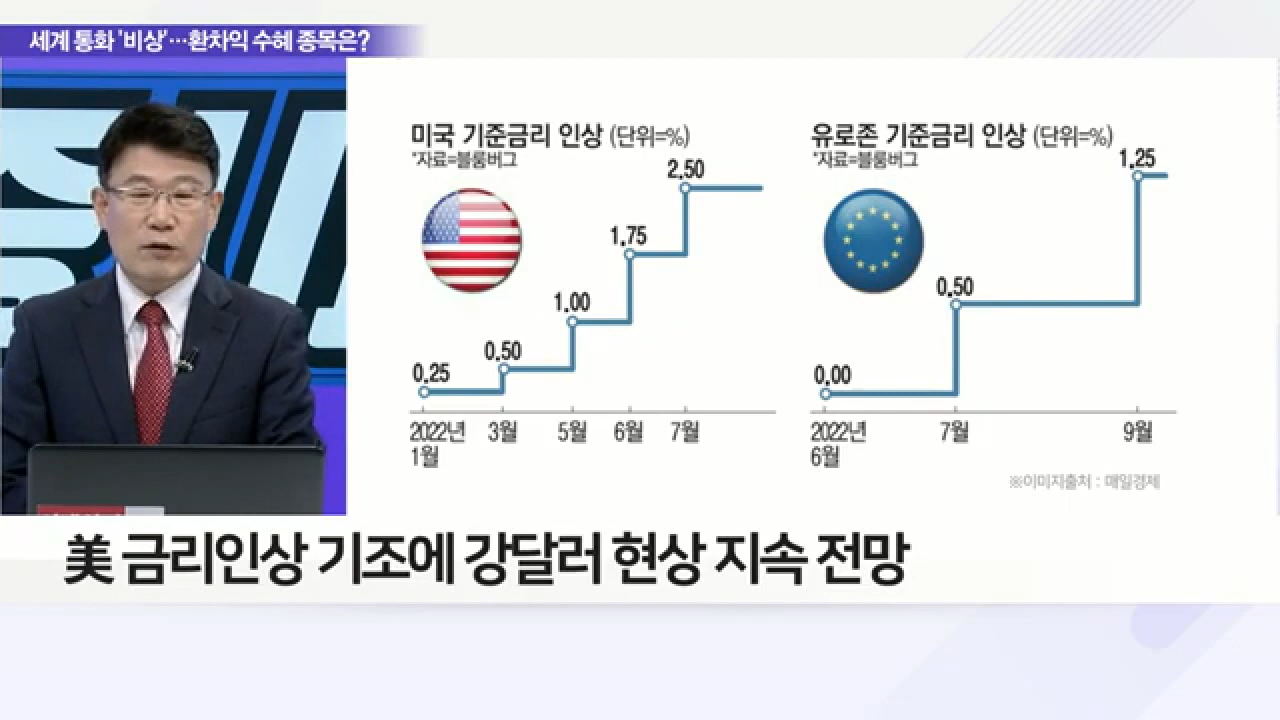 세계 통화 '비상'…환차익 수혜 종목은?
미국 기준금리 인상 (단위=%)
*자료=블룸버그
2.50
1.75
1.00
0.50
0.25
2022년 3월 5월 6월 7월
1월
유로존 기준금리 인상 (단위=%)
*자료=블룸버그
1.25
0.50
0.00
2022년 7월 9월
6월
※이미지출처 : 매일경제
美 금리인상 기조에 강달러 현상 지속 전망